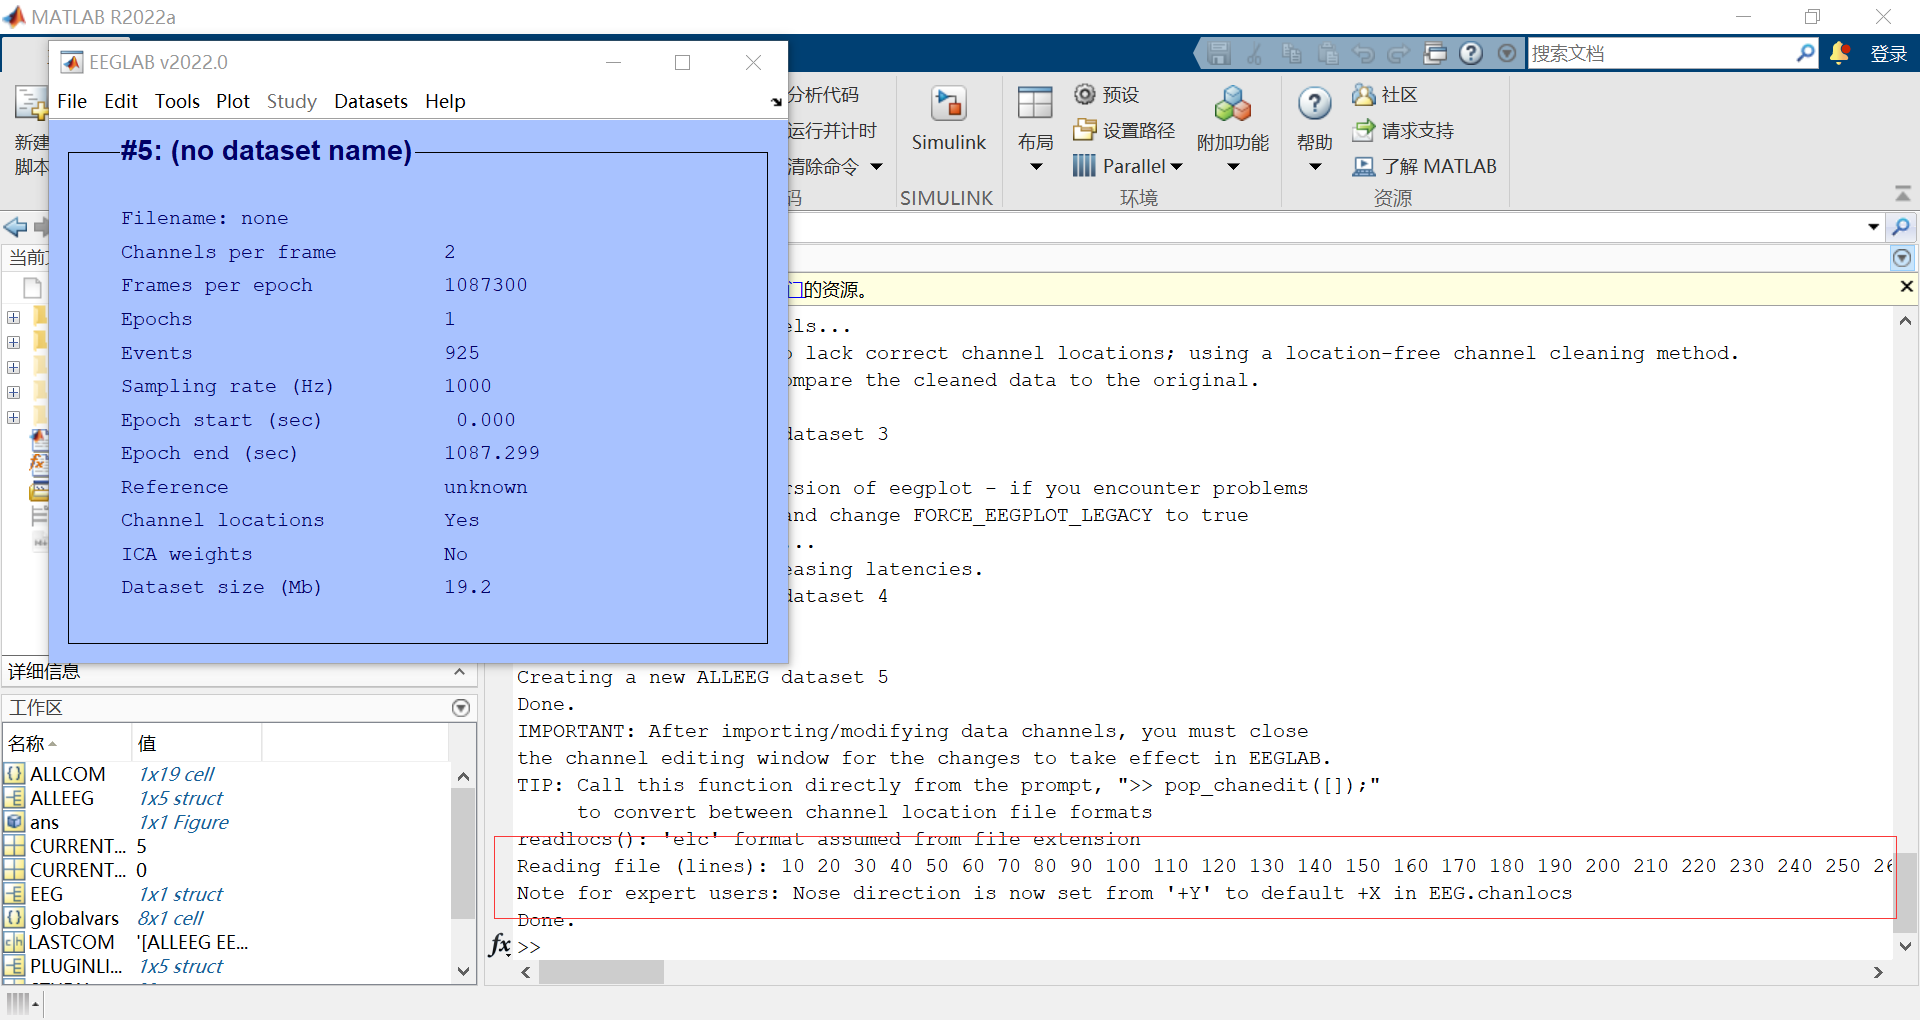 MATLAB R2022a
搜索文档
登录
EEGLAB v2022.0
File Edit Tools Plot Study Datasets Help
#5: (no dataset name)
Filename: none
Channels per frame 2
Frames per epoch 1087300
Epochs 1
Events 925
Sampling rate (Hz) 1000
Epoch start (sec) 0.000
Epoch end (sec) 1087.299
Reference unknown
Channel locations Yes
ICA weights No
Dataset size (Mb) 19.2
新建
脚本
分析代码
运行并计时
清除命令
码
Simulink
SIMULINK
布局
预设
设置路径
Parallel
环境
附加功能
帮助
社区
请求支持
了解 MATLAB
资源
当前
门的资源。
els...
lack correct channel locations; using a location-free channel cleaning method.
ompare the cleaned data to the original.
dataset 3
rsion of eegplot - if you encounter problems
and change FORCE_EEGPLOT_LEGACY to true
...
easing latencies.
dataset 4
Creating a new ALLEEG dataset 5
Done.
IMPORTANT: After importing/modifying data channels, you must close
the channel editing window for the changes to take effect in EEGLAB.
TIP: Call this function directly from the prompt, ">> pop_chanedit([]);"
to convert between channel location file formats
readlocs(): 'elc' format assumed from file extension
Reading file (lines): 10 20 30 40 50 60 70 80 90 100 110 120 130 140 150 160 170 180 190 200 210 220 230 240 250 26
Note for expert users: Nose direction is now set from '+Y' to default +X in EEG.chanlocs
Done.
fx >>
详细信息
工作区
名称 值
ALLCOM 1x19 cell
ALLEEG 1x5 struct
ans 1x1 Figure
CURRENT... 5
CURRENT... 0
EEG 1x1 struct
globalvars 8x1 cell
LASTCOM '[ALLEEG EE...
PLUGINLI... 1x5 struct